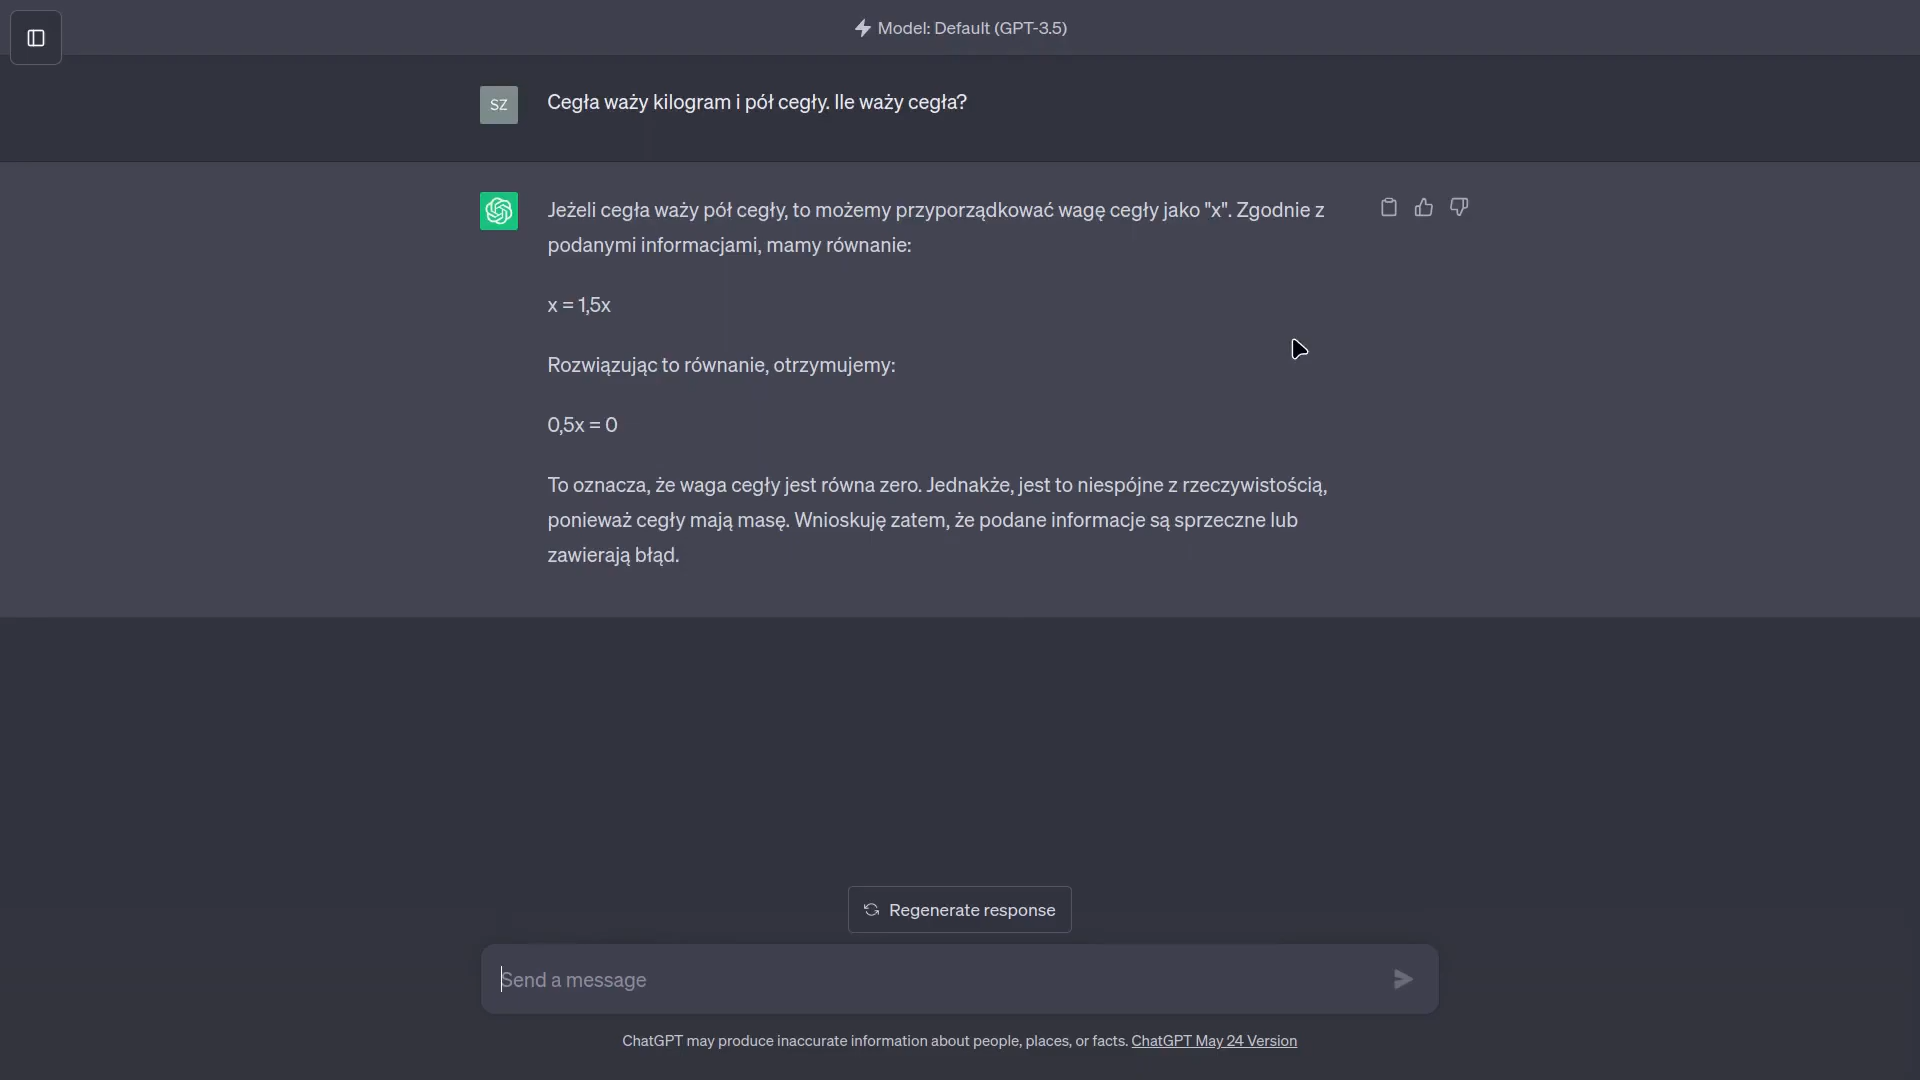 Model: Default (GPT-3.5)
SZ
Cegła waży kilogram i pół cegły. Ile waży cegła?
Jeżeli cegła waży pół cegły, to możemy przyporządkować wagę cegły jako "x". Zgodnie z
podanymi informacjami, mamy równanie:
x = 1,5x
Rozwiązując to równanie, otrzymujemy:
0,5x = 0
To oznacza, że waga cegły jest równa zero. Jednakże, jest to niespójne z rzeczywistością,
ponieważ cegły mają masę. Wnioskuję zatem, że podane informacje są sprzeczne lub
zawierają błąd.
Regenerate response
Send a message
ChatGPT may produce inaccurate information about people, places, or facts. ChatGPT May 24 Version